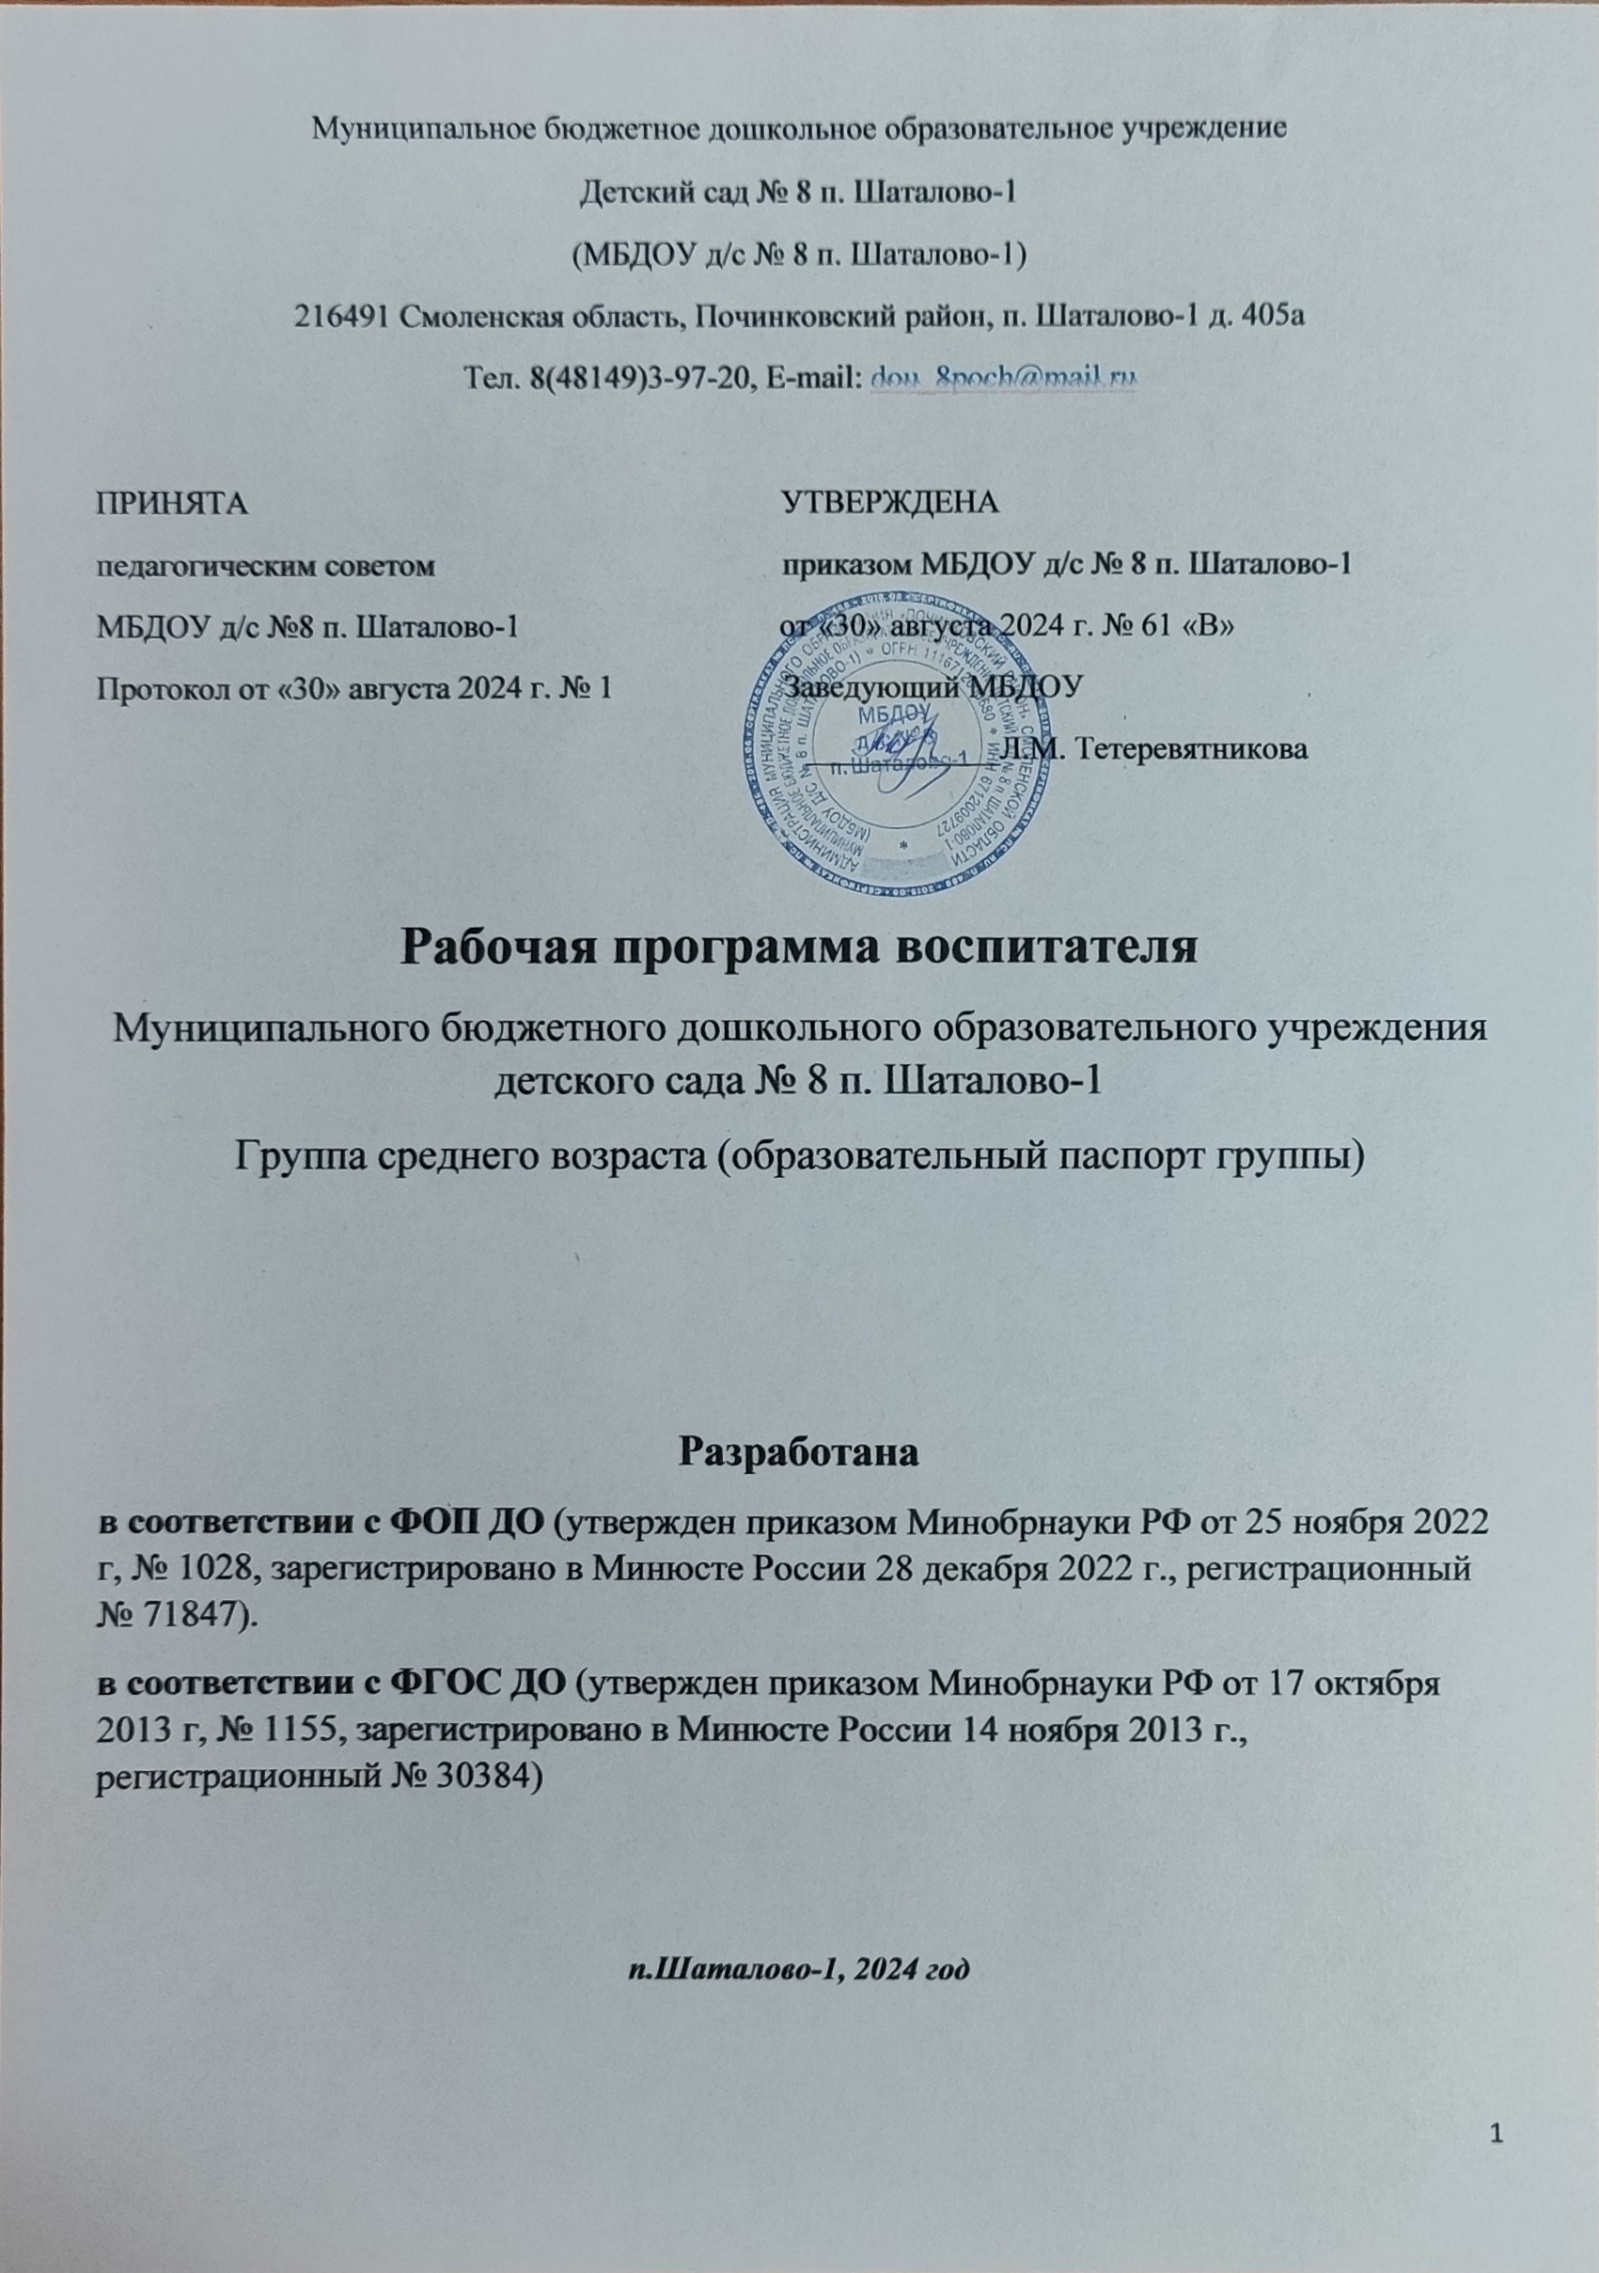 Муниципальное бюджетное дошкольное образовательное учреждение
Детский сад № 8 п. Шаталово-1
(МБДОУ д/с № 8 п. Шаталово-1)
216491 Смоленская область, Починковский район, п. Шаталово-1 д. 405а
Тел. 8(48149)3-97-20, E-mail: dou_8poch@mail.ru
ПРИНЯТА
педагогическим советом
МБДОУ д/с №8 п. Шаталово-1
Протокол от «30» августа 2024 г. № 1
УТВЕРЖДЕНА
приказом МБДОУ д/с № 8 п. Шаталово-1
от «30» августа 2024 г. № 61 «В»
Заведующий МБДОУ
Л.М. Тетеревятникова
МБДОУ
п. Шаталово-1
Рабочая программа воспитателя
Муниципального бюджетного дошкольного образовательного учреждения
детского сада № 8 п. Шаталово-1
Группа среднего возраста (образовательный паспорт группы)
Разработана
в соответствии с ФОП ДО (утвержден приказом Минобрнауки РФ от 25 ноября 2022
г, № 1028, зарегистрировано в Минюсте России 28 декабря 2022 г., регистрационный
№ 71847).
в соответствии с ФГОС ДО (утвержден приказом Минобрнауки РФ от 17 октября
2013 г, № 1155, зарегистрировано в Минюсте России 14 ноября 2013 г.,
регистрационный № 30384)
п.Шаталово-1, 2024 год
1